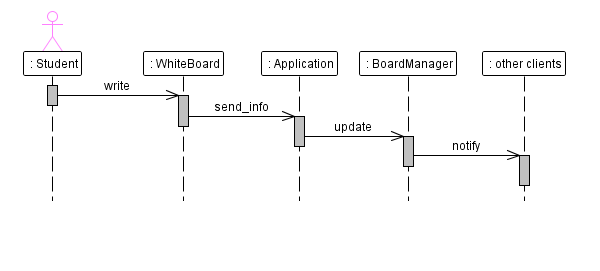 : Student
: WhiteBoard
: Application
: BoardManager
: other clients
write
send_info
update
notify